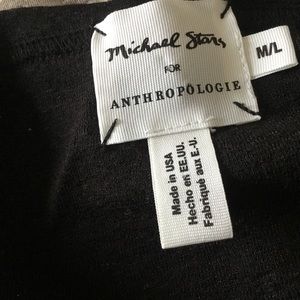 Michael Stars
FOR
ANTHROPOLOGIE
M/L
Made in USA
Hecho en EE.UU.
Fabriqué aux E.-U.